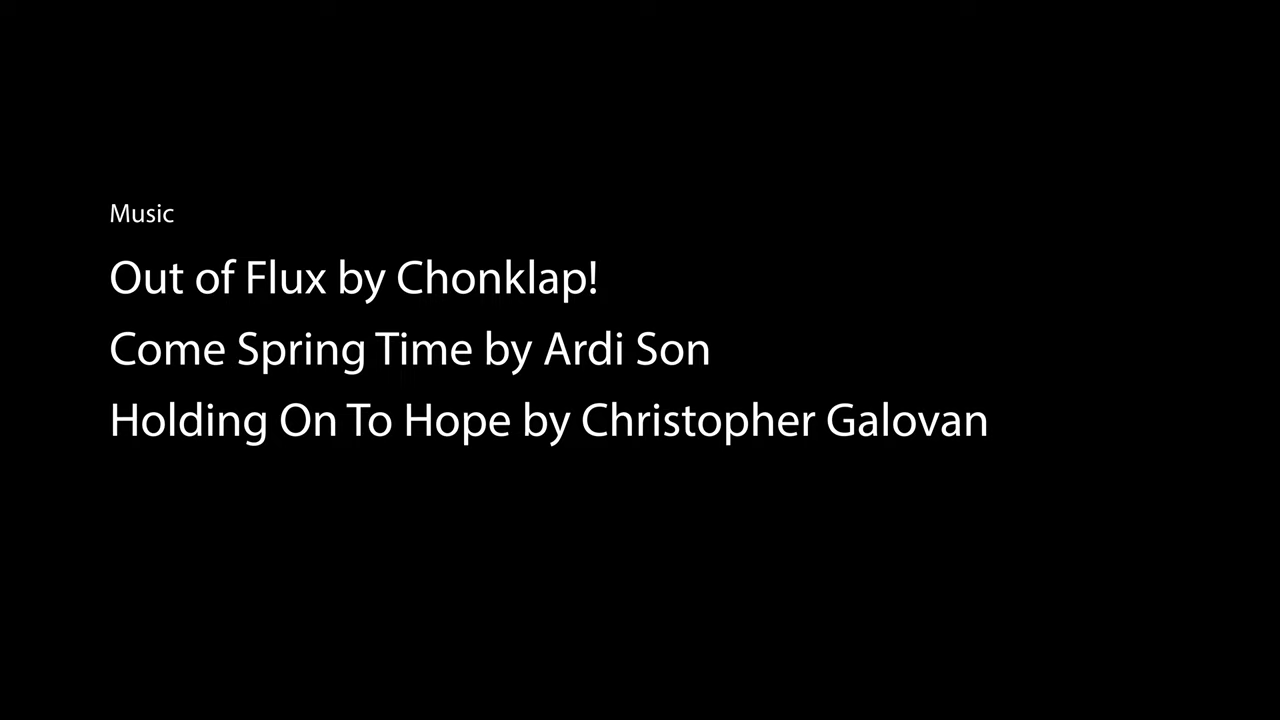 Music
Out of Flux by Chonklap!
Come Spring Time by Ardi Son
Holding On To Hope by Christopher Galovan